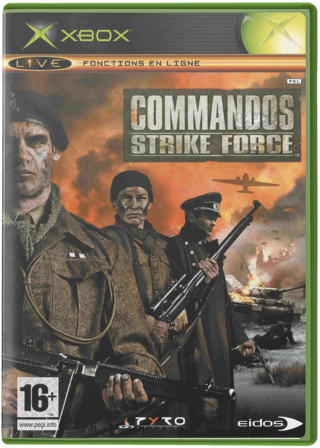 XBOX
LIVE
FONCTIONS EN LIGNE
PAL
COMMANDOS
STRIKE FORCE
16+
www.pegi.info
PYRO
eidos